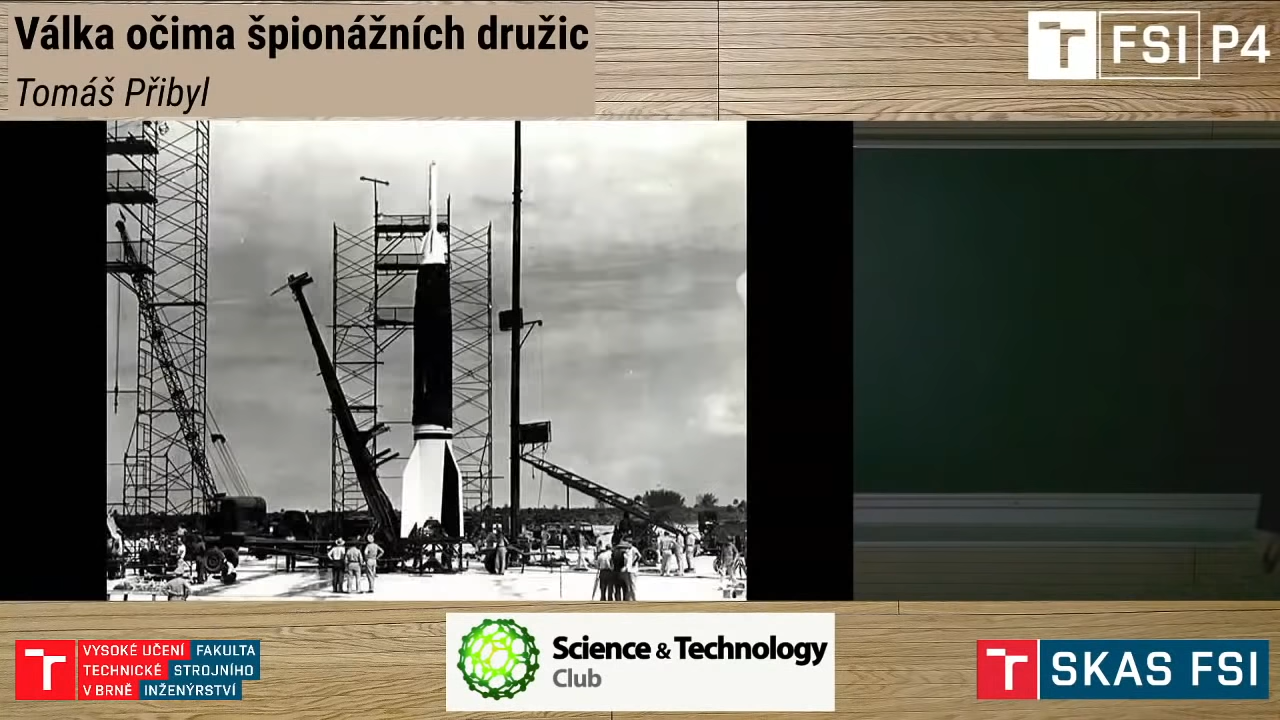 Válka očima špionážních družic
Tomáš Přibyl
FSI P4
VYSOKÉ UČENÍ FAKULTA
TECHNICKÉ STROJNÍHO
V BRNĚ INŽENÝRSTVÍ
Science & Technology
Club
SKAS FSI